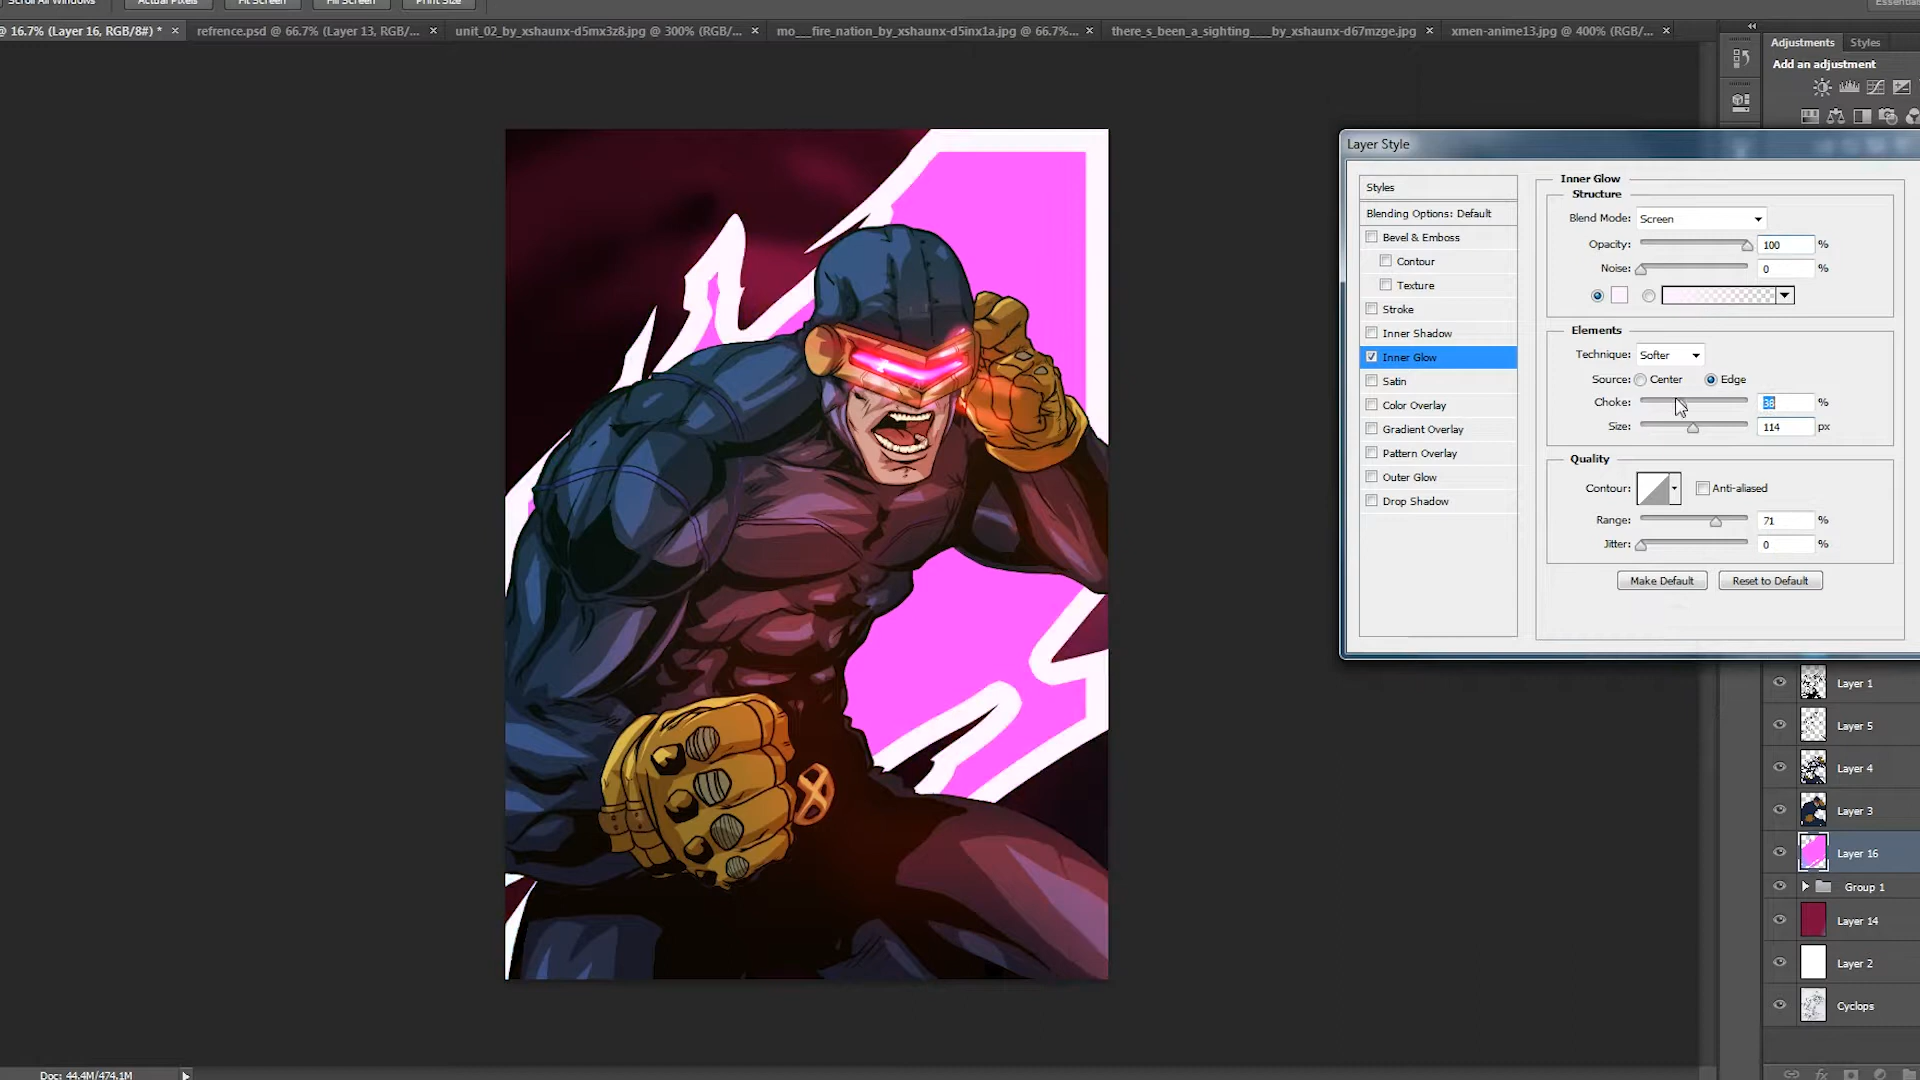 Scroll All Windows Actual Pixels Fit Screen Fill Screen Print Size
@ 16.7% (Layer 16, RGB/8#) * × refrence.psd @ 66.7% (Layer 13, RGB/... × unit_02_by_xshaunx-d5mx3z8.jpg @ 300% (RGB/... × mo___fire_nation_by_xshaunx-d5inx1a.jpg @ 66.7%... × there_s_been_a_sighting____by_xshaunx-d67mzge.jpg × xmen-anime13.jpg @ 400% (RGB/... ×
Essentials
Adjustments Styles
Add an adjustment
Layer Style
Styles
Blending Options: Default
Bevel & Emboss
Contour
Texture
Stroke
Inner Shadow
Inner Glow
Satin
Color Overlay
Gradient Overlay
Pattern Overlay
Outer Glow
Drop Shadow
Inner Glow
Structure
Blend Mode: Screen
Opacity: 100 %
Noise: 0 %
Elements
Technique: Softer
Source: Center Edge
Choke: 38 %
Size: 114 px
Quality
Contour: Anti-aliased
Range: 71 %
Jitter: 0 %
Make Default Reset to Default
Layer 1
Layer 5
Layer 4
Layer 3
Layer 16
Group 1
Layer 14
Layer 2
Cyclops
fx
Doc: 44.4M/474.1M